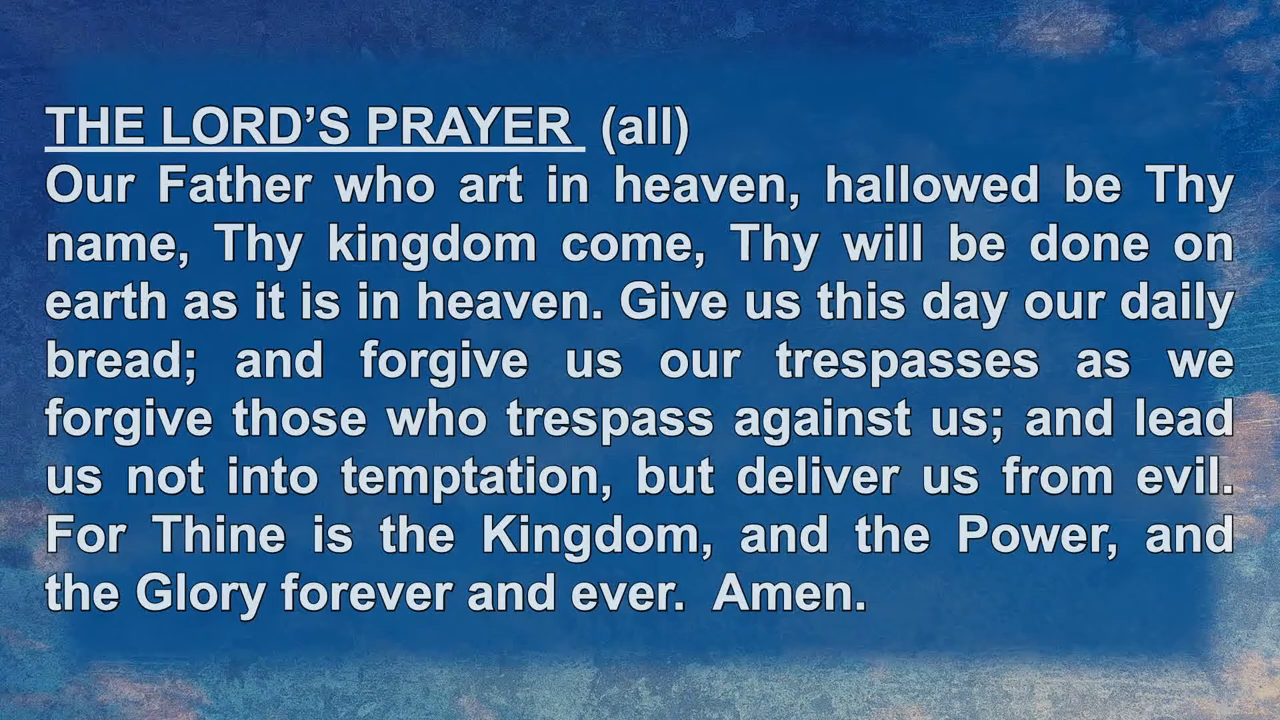 THE LORD’S PRAYER (all)
Our Father who art in heaven, hallowed be Thy
name, Thy kingdom come, Thy will be done on
earth as it is in heaven. Give us this day our daily
bread; and forgive us our trespasses as we
forgive those who trespass against us; and lead
us not into temptation, but deliver us from evil.
For Thine is the Kingdom, and the Power, and
the Glory forever and ever. Amen.